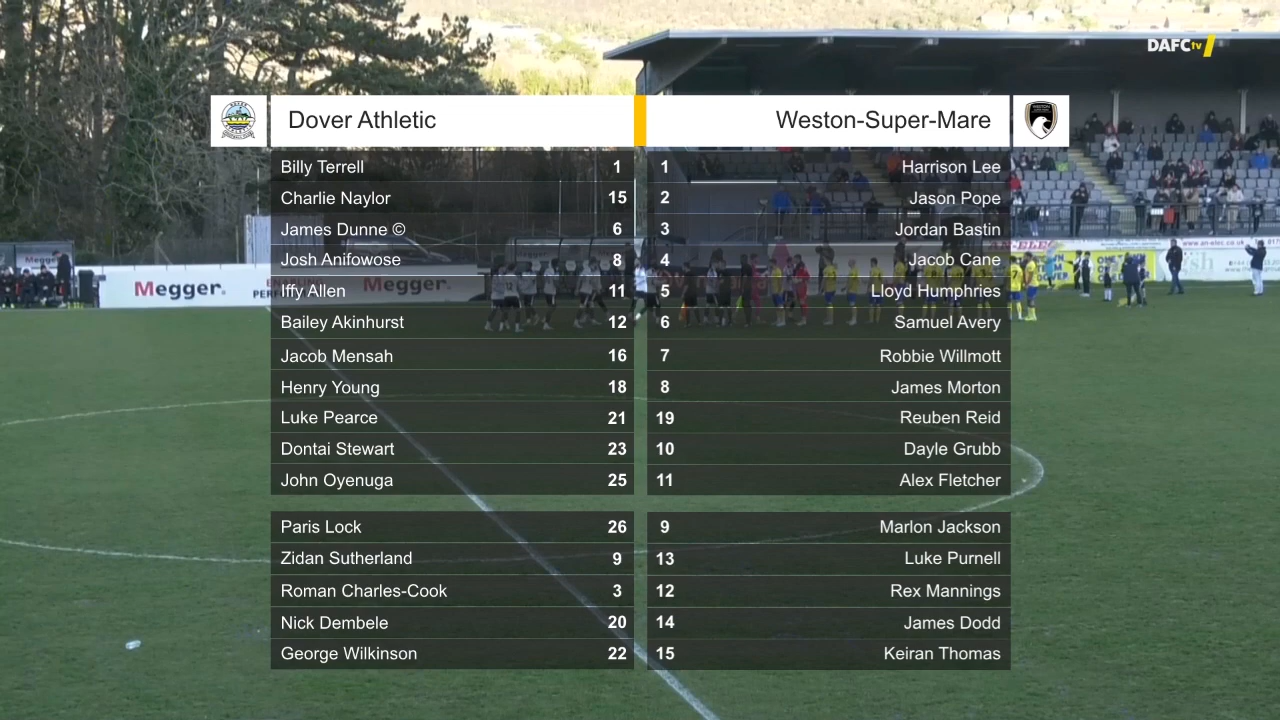 DAFCtv
Dover Athletic
Weston-Super-Mare
Billy Terrell 1
1 Harrison Lee
Charlie Naylor 15
2 Jason Pope
James Dunne © 6
3 Jordan Bastin
Josh Anifowose 8
4 Jacob Cane
Iffy Allen 11
5 Lloyd Humphries
Bailey Akinhurst 12
6 Samuel Avery
Jacob Mensah 16
7 Robbie Willmott
Henry Young 18
8 James Morton
Luke Pearce 21
19 Reuben Reid
Dontai Stewart 23
10 Dayle Grubb
John Oyenuga 25
11 Alex Fletcher
Paris Lock 26
9 Marlon Jackson
Zidan Sutherland 9
13 Luke Purnell
Roman Charles-Cook 3
12 Rex Mannings
Nick Dembele 20
14 James Dodd
George Wilkinson 22
15 Keiran Thomas
Megger.
Megger.
Megger.